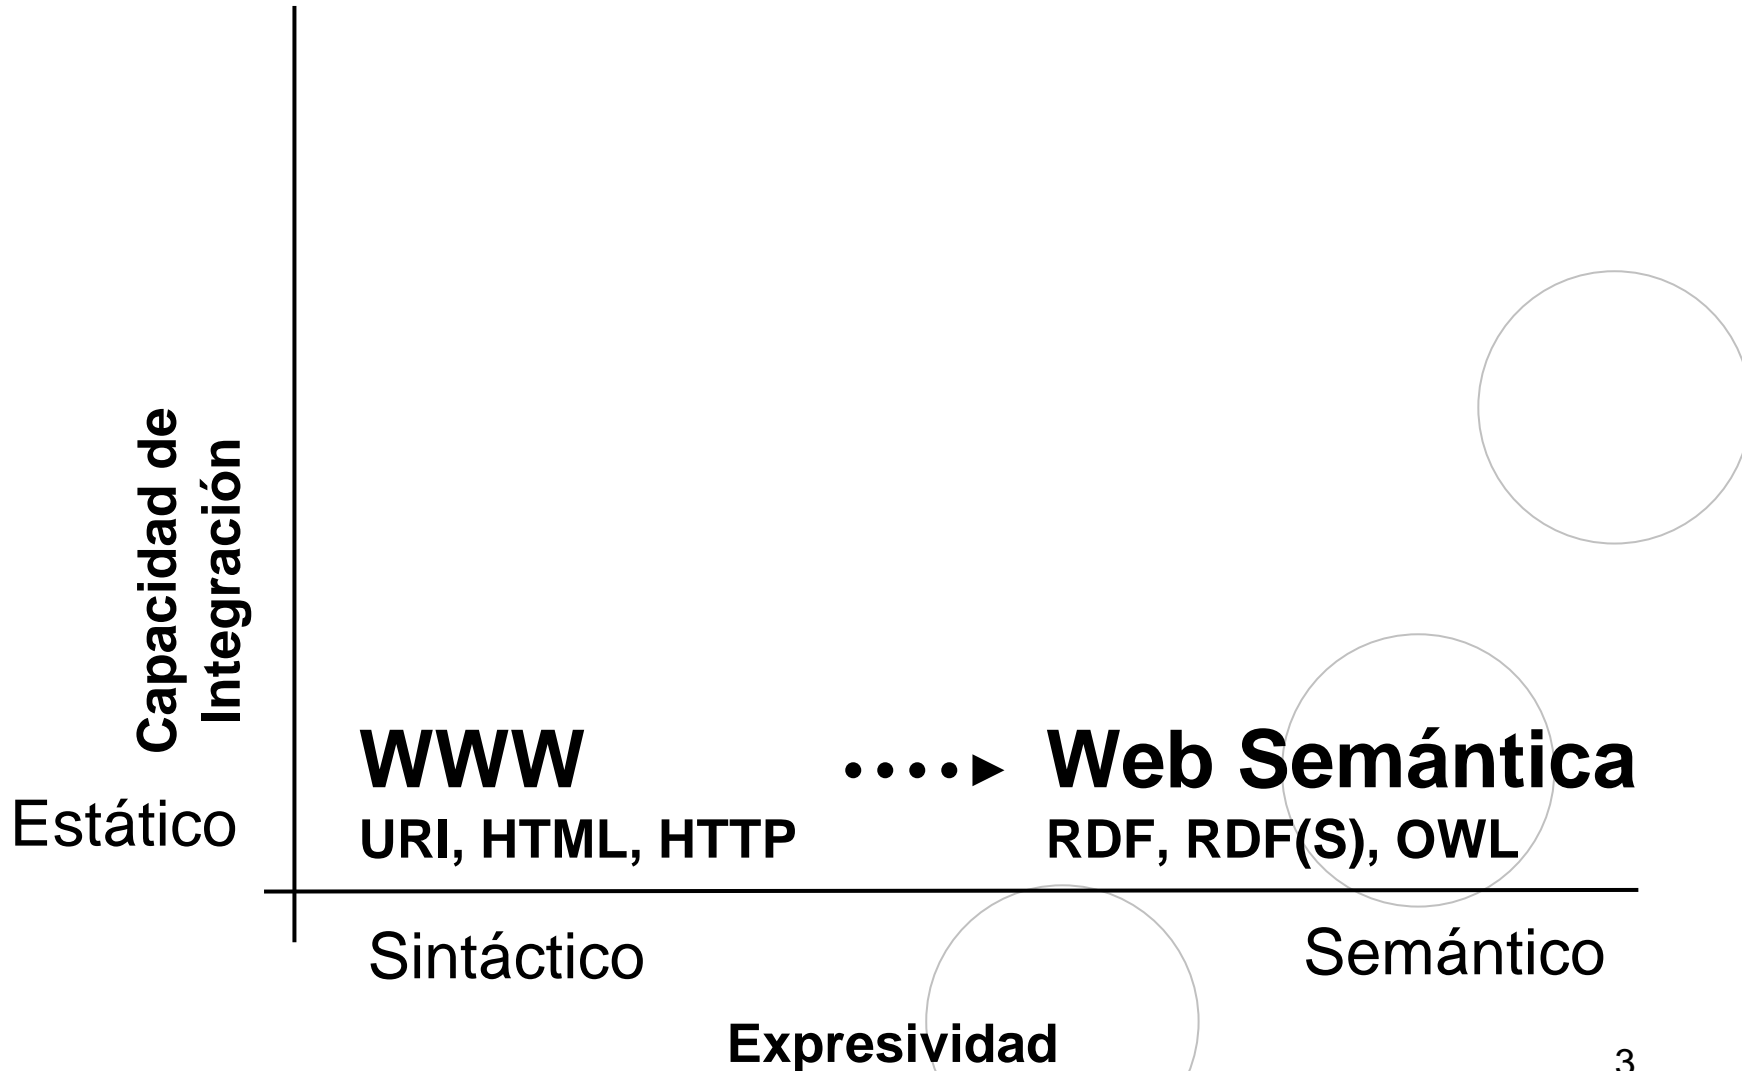 Capacidad de
Integración
WWW
Web Semántica
Estático
URI, HTML, HTTP
RDF, RDF(S), OWL
Sintáctico
Semántico
Expresividad
3